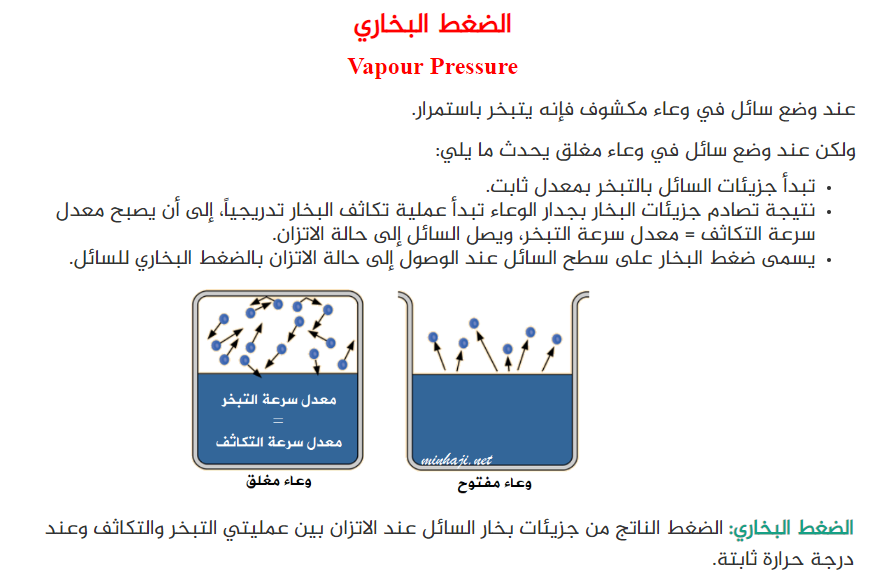 الضغط البخاري
Vapour Pressure
عند وضع سائل في وعاء مكشوف فإنه يتبخر باستمرار.
ولكن عند وضع سائل في وعاء مغلق يحدث ما يلي:
• تبدأ جزيئات السائل بالتبخر بمعدل ثابت.
• نتيجة تصادم جزيئات البخار بجدار الوعاء تبدأ عملية تكاثف البخار تدريجياً، إلى أن يصبح معدل
سرعة التكاثف = معدل سرعة التبخر، ويصل السائل إلى حالة الاتزان.
• يسمى ضغط البخار على سطح السائل عند الوصول إلى حالة الاتزان بالضغط البخاري للسائل.
معدل سرعة التبخر
=
معدل سرعة التكاثف
minhaji.net
وعاء مفتوح
وعاء مغلق
الضغط البخاري: الضغط الناتج من جزيئات بخار السائل عند الاتزان بين عمليتي التبخر والتكاثف وعند
درجة حرارة ثابتة.